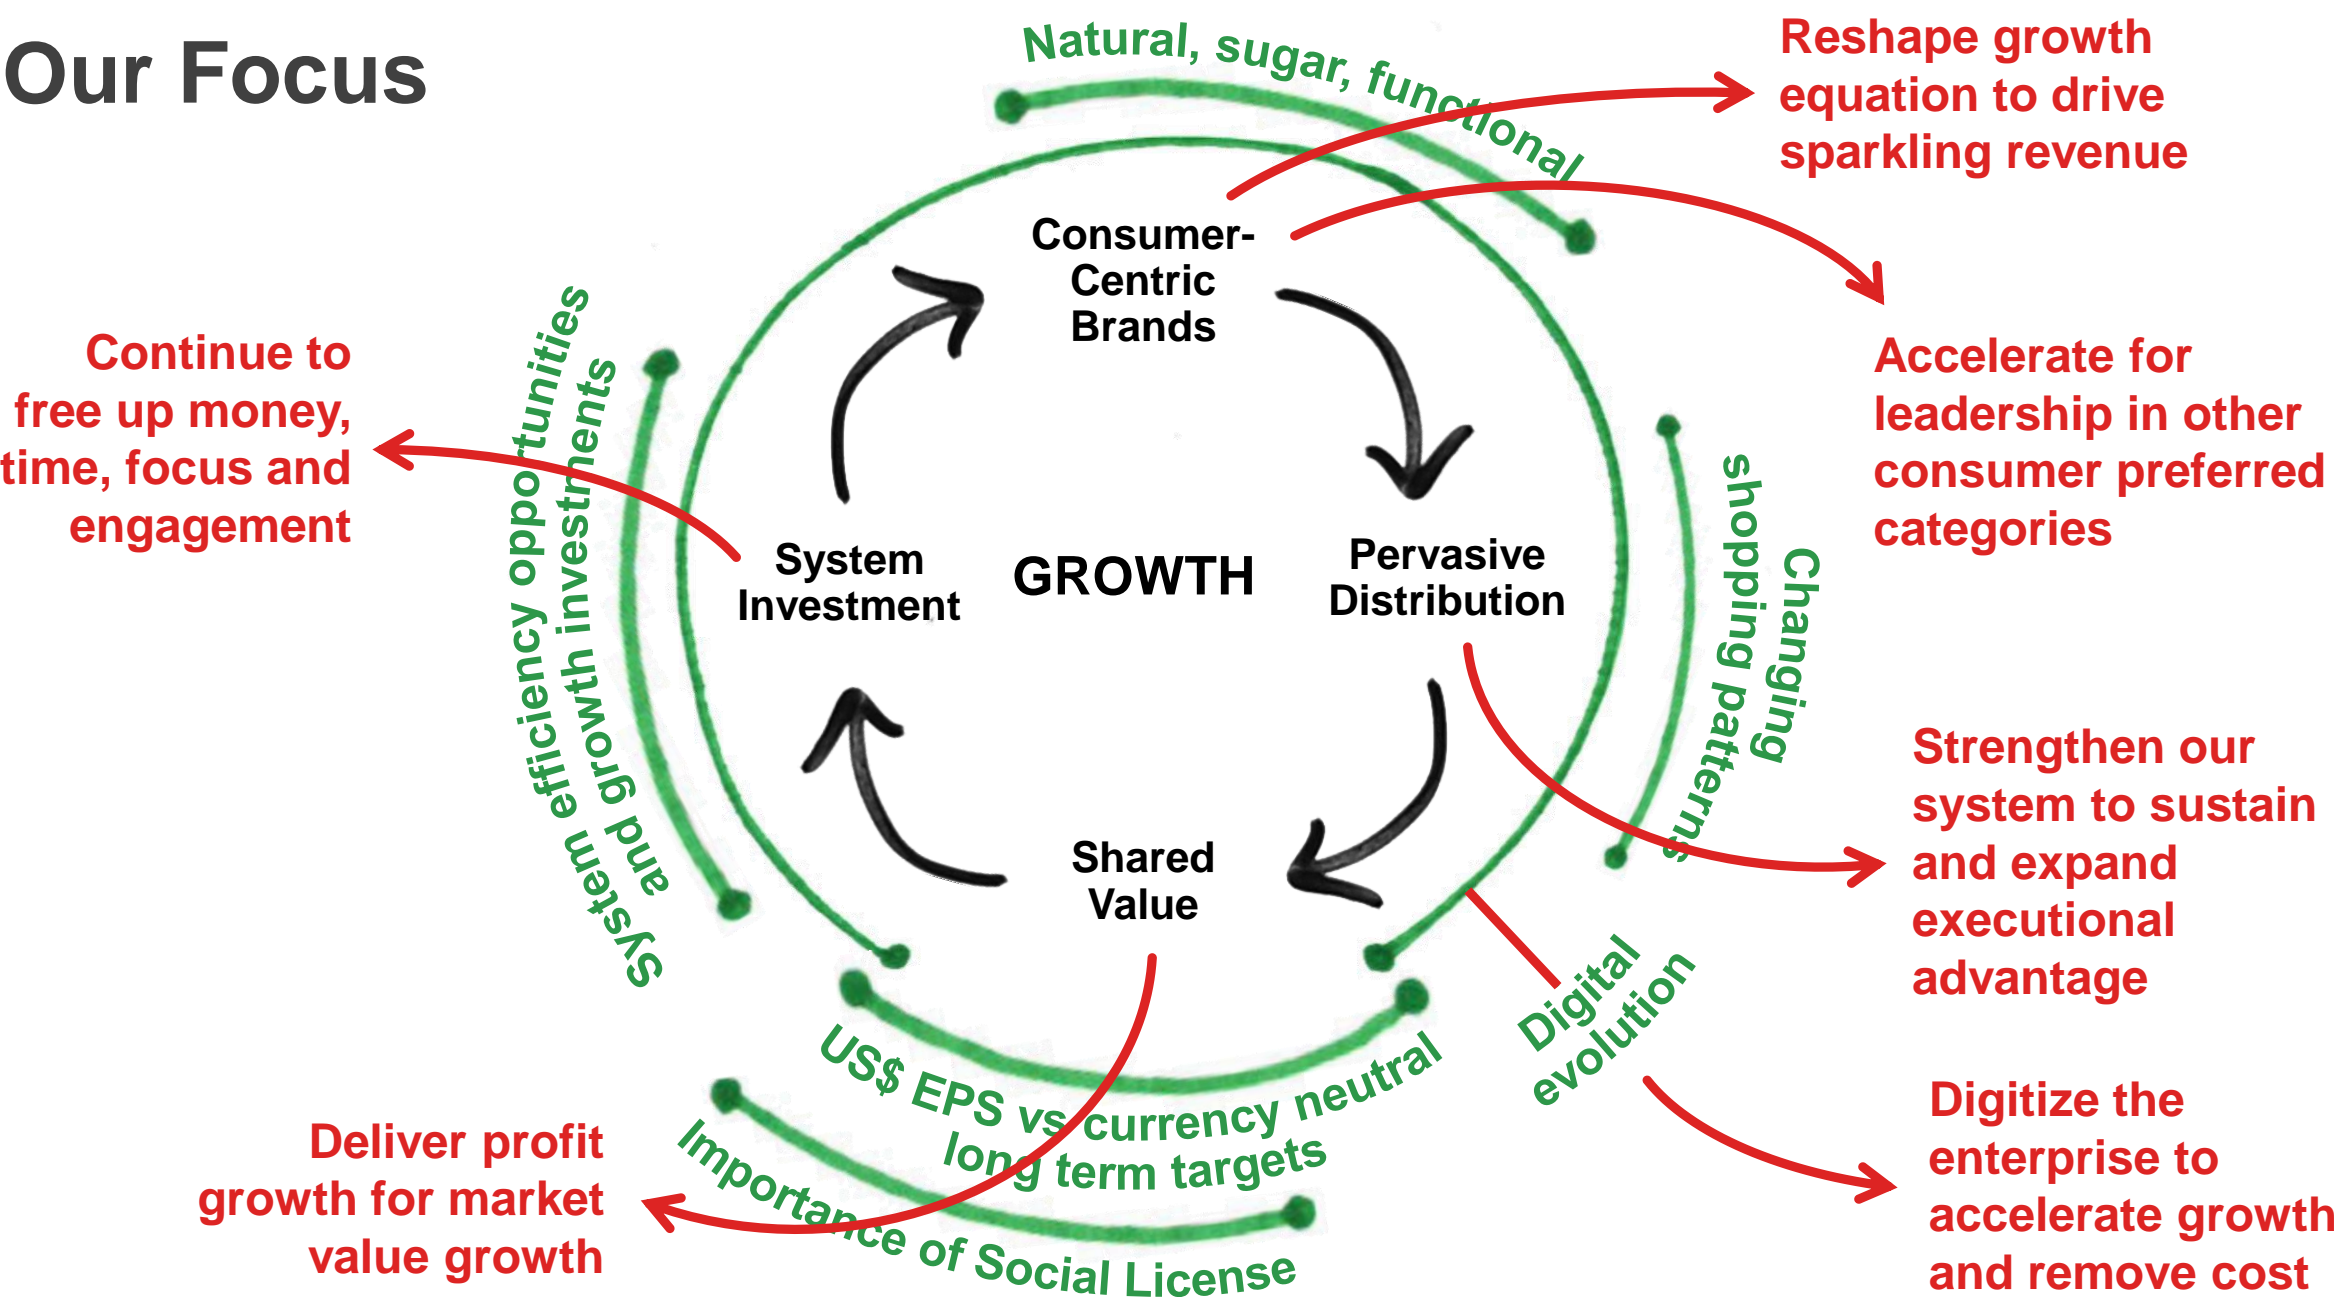 Our Focus
Natural, sugar, functional
Reshape growth
equation to drive
sparkling revenue
Consumer-
Centric
Brands
Accelerate for
leadership in other
consumer preferred
categories
Continue to
free up money,
time, focus and
engagement
System efficiency opportunities
and growth investments
System
Investment
GROWTH
Pervasive
Distribution
Changing
shopping patterns
Strengthen our
system to sustain
and expand
executional
advantage
Shared
Value
Digital
evolution
US$ EPS vs currency neutral
long term targets
Importance of Social License
Deliver profit
growth for market
value growth
Digitize the
enterprise to
accelerate growth
and remove cost